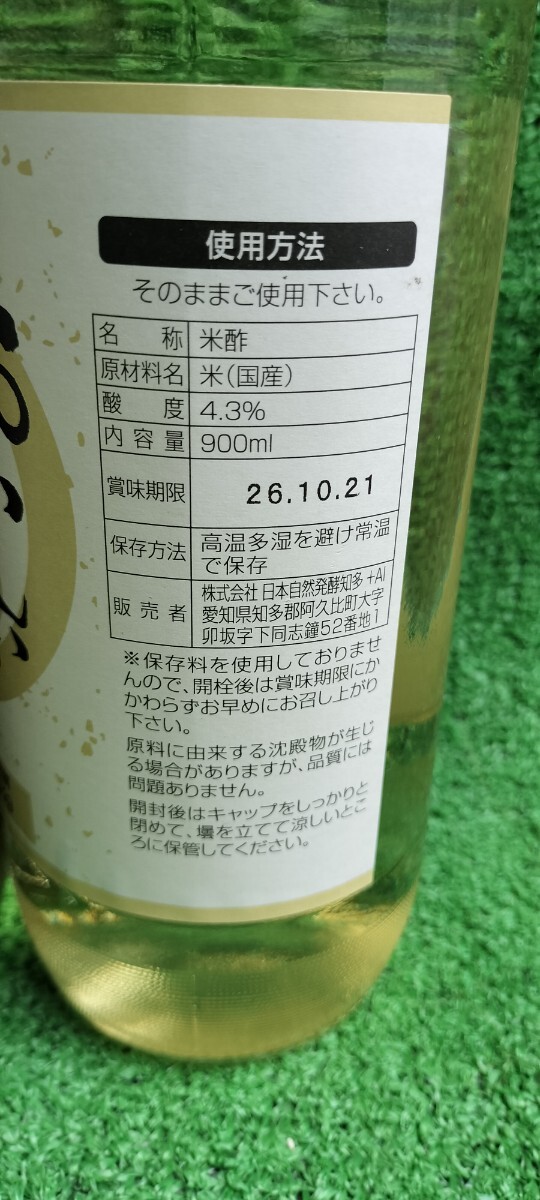 使用方法
そのままご使用下さい。
名称 米酢
原材料名 米(国産)
酸度 4.3%
内容量 900ml
賞味期限 26.10.21
保存方法 高温多湿を避け常温
で保存
販売者 株式会社 日本自然発酵知多+AI
愛知県知多郡阿久比町大字
卯坂字下同志鐘52番地1
※保存料を使用しておりませ
んので、開栓後は賞味期限にか
かわらずお早めにお召し上がり
下さい。
原料に由来する沈殿物が生じ
る場合がありますが、品質には
問題ありません。
開封後はキャップをしっかりと
閉めて、壜を立てて涼しいとこ
ろに保管してください。